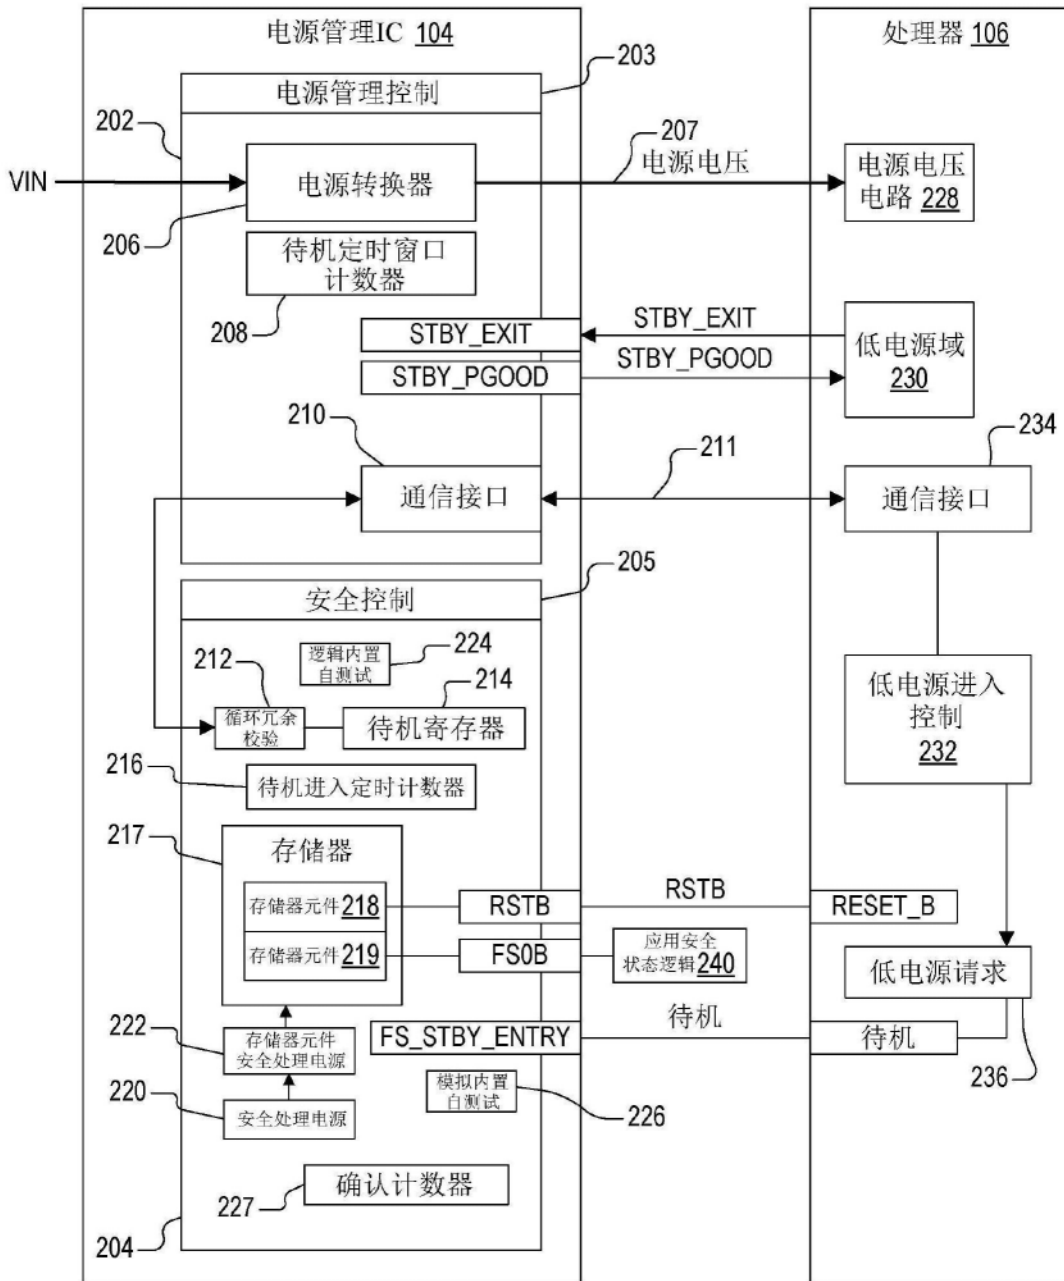 电源管理IC 104
处理器 106
203
电源管理控制
202
207
VIN
电源转换器
电源电压
电源电压
电路 228
206
待机定时窗口
计数器
208
STBY_EXIT
STBY_EXIT
低电源域
230
STBY_PGOOD
STBY_PGOOD
210
234
211
通信接口
通信接口
205
安全控制
逻辑内置
自测试
224
212
214
循环冗余
校验
待机寄存器
低电源进入
控制
232
216
待机进入定时计数器
217
存储器
存储器元件218
RSTB
RSTB
RESET_B
存储器元件219
FS0B
应用安全
状态逻辑240
低电源请求
222
存储器元件
安全处理电源
FS_STBY_ENTRY
待机
待机
236
220
安全处理电源
模拟内置
自测试
226
确认计数器
227
204